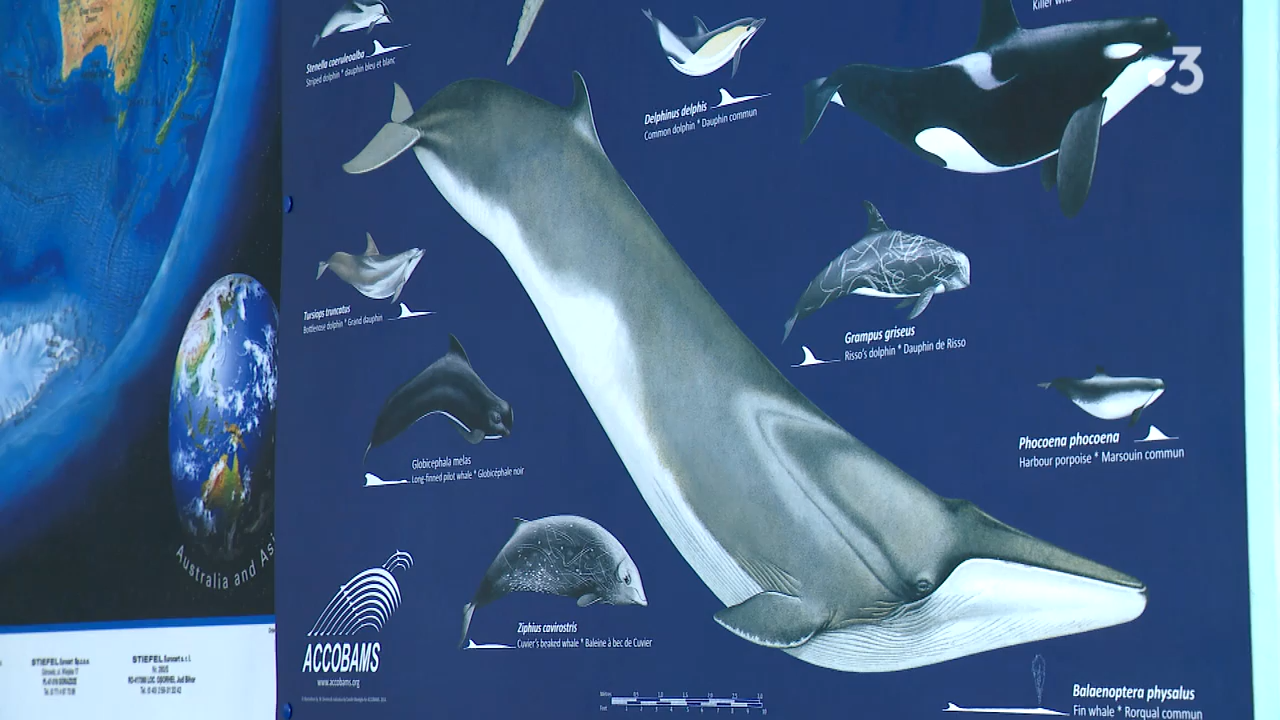 Killer
3
Stenella coeruleoalba
Striped dolphin * dauphin bleu et blanc
Delphinus delphis
Common dolphin * Dauphin commun
Tursiops truncatus
Bottlenose dolphin * Grand dauphin
Grampus griseus
Risso's dolphin * Dauphin de Risso
Phocoena phocoena
Harbour porpoise * Marsouin commun
Globicephala melas
Long-finned pilot whale * Globicéphale noir
Australia and
Ziphius cavirostris
Cuvier's beaked whale * Baleine à bec de Cuvier
ACCOBAMS
www.accobams.org
STIEFEL
STIEFEL Eurocart s.r.l.
Balaenoptera physalus
Fin whale * Rorqual commun